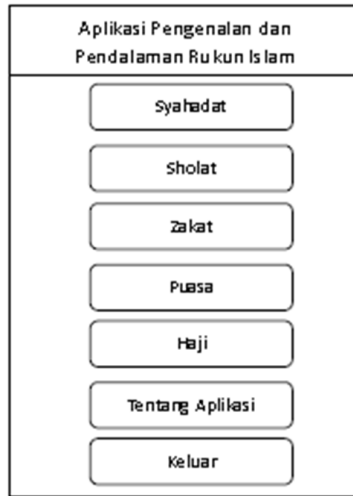 Aplikasi Pengenalan dan
Pendalaman Rukun Islam
Syahadat
Sholat
Zakat
Puasa
Haji
Tentang Aplikasi
Keluar